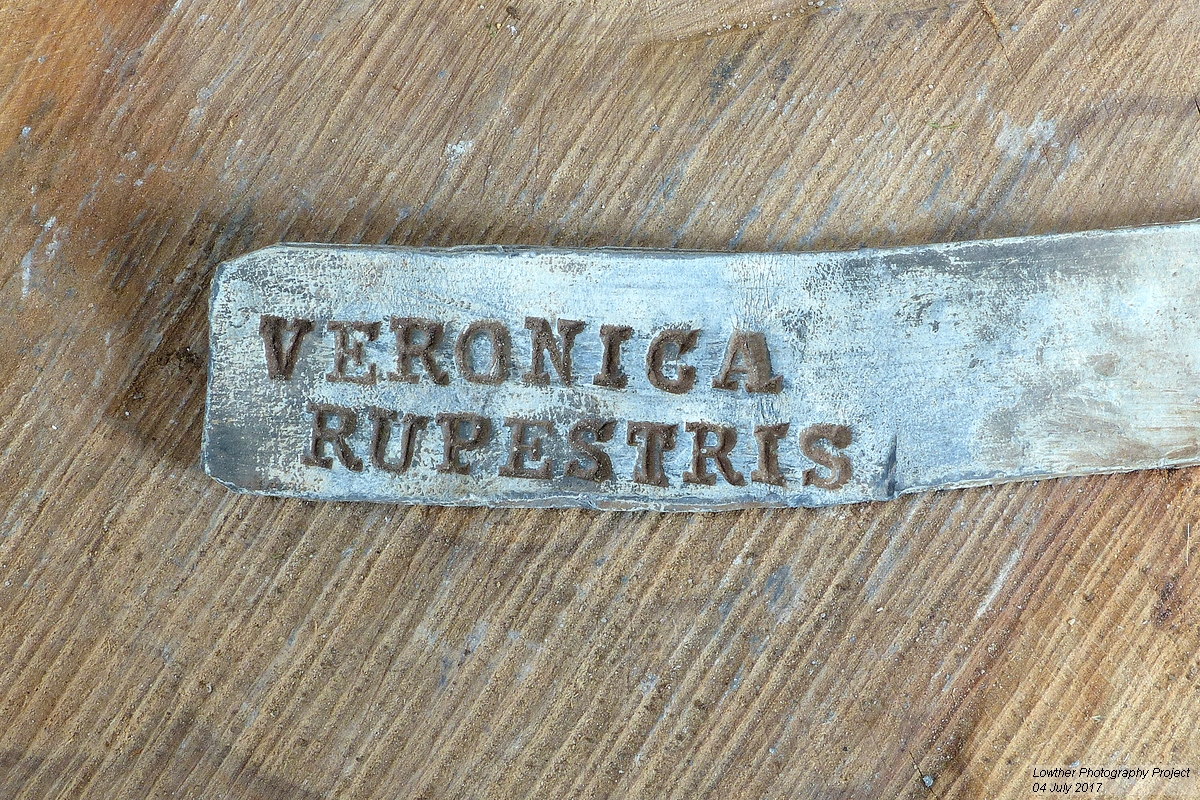 VERONICA
RUPESTRIS
Lowther Photography Project
04 July 2017